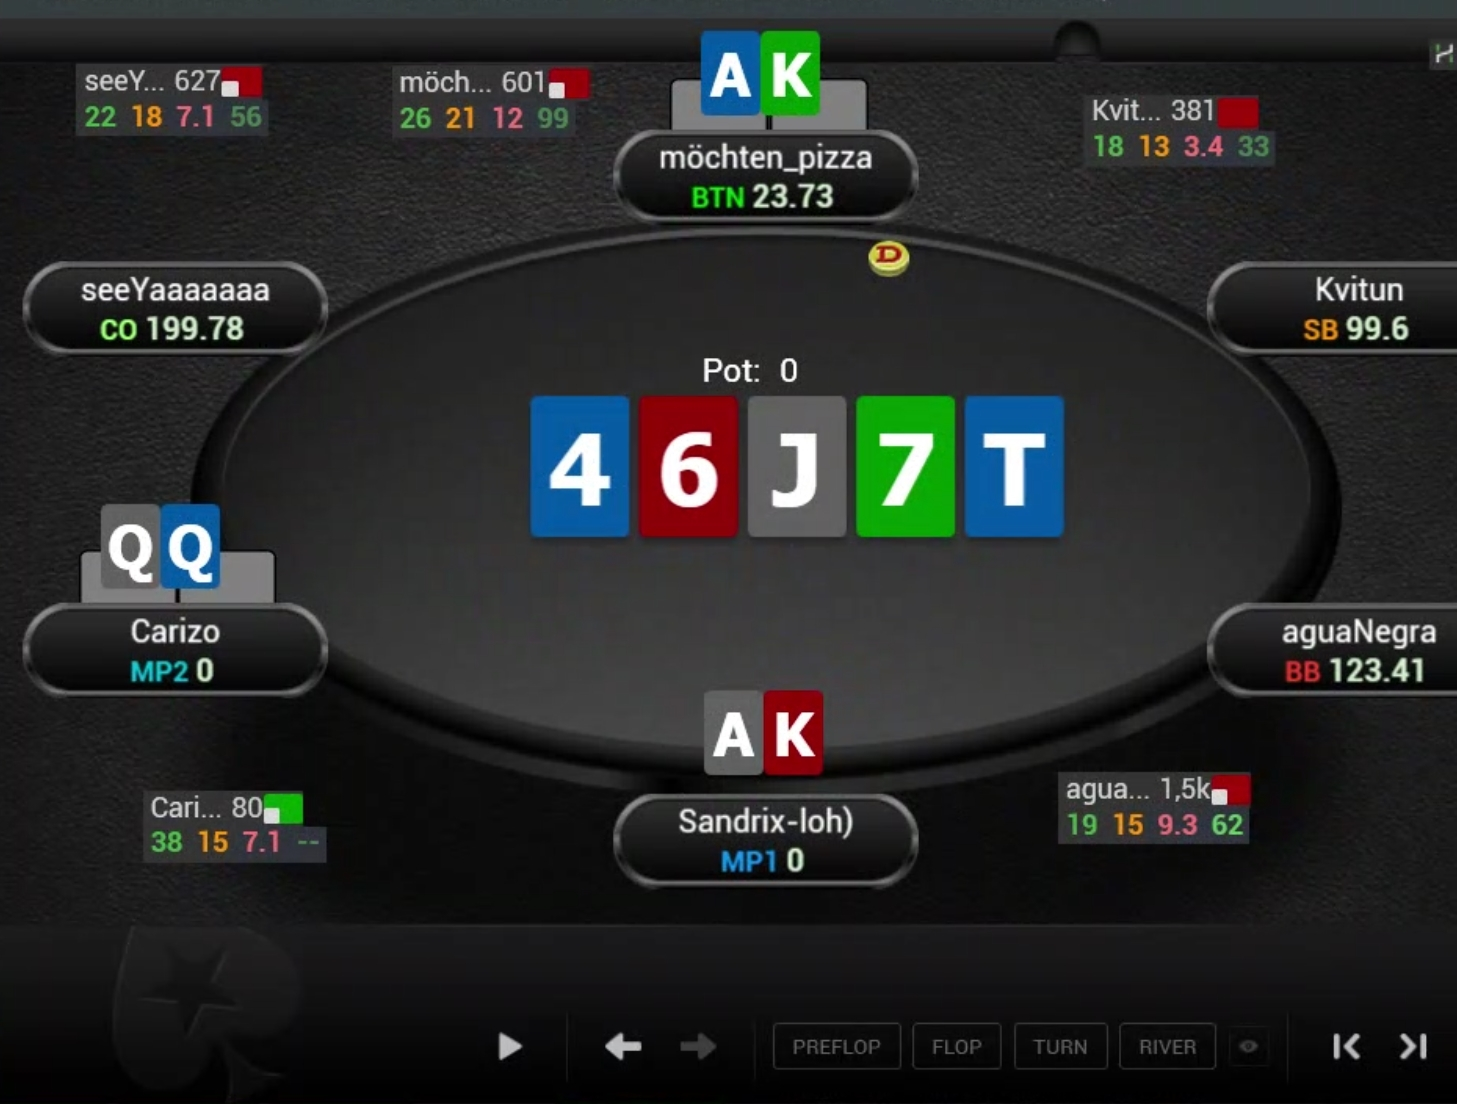 seeY... 627
22 18 7.1 56
möch... 601
26 21 12 99
A K
möchten_pizza
BTN 23.73
Kvit... 381
18 13 3.4 33
D
seeYaaaaaaa
CO 199.78
Kvitun
SB 99.6
Pot: 0
4 6 J 7 T
Q Q
Carizo
MP2 0
aguaNegra
BB 123.41
A K
Sandrix-loh)
MP1 0
Cari... 80
38 15 7.1 --
agua... 1,5k
19 15 9.3 62
PREFLOP FLOP TURN RIVER